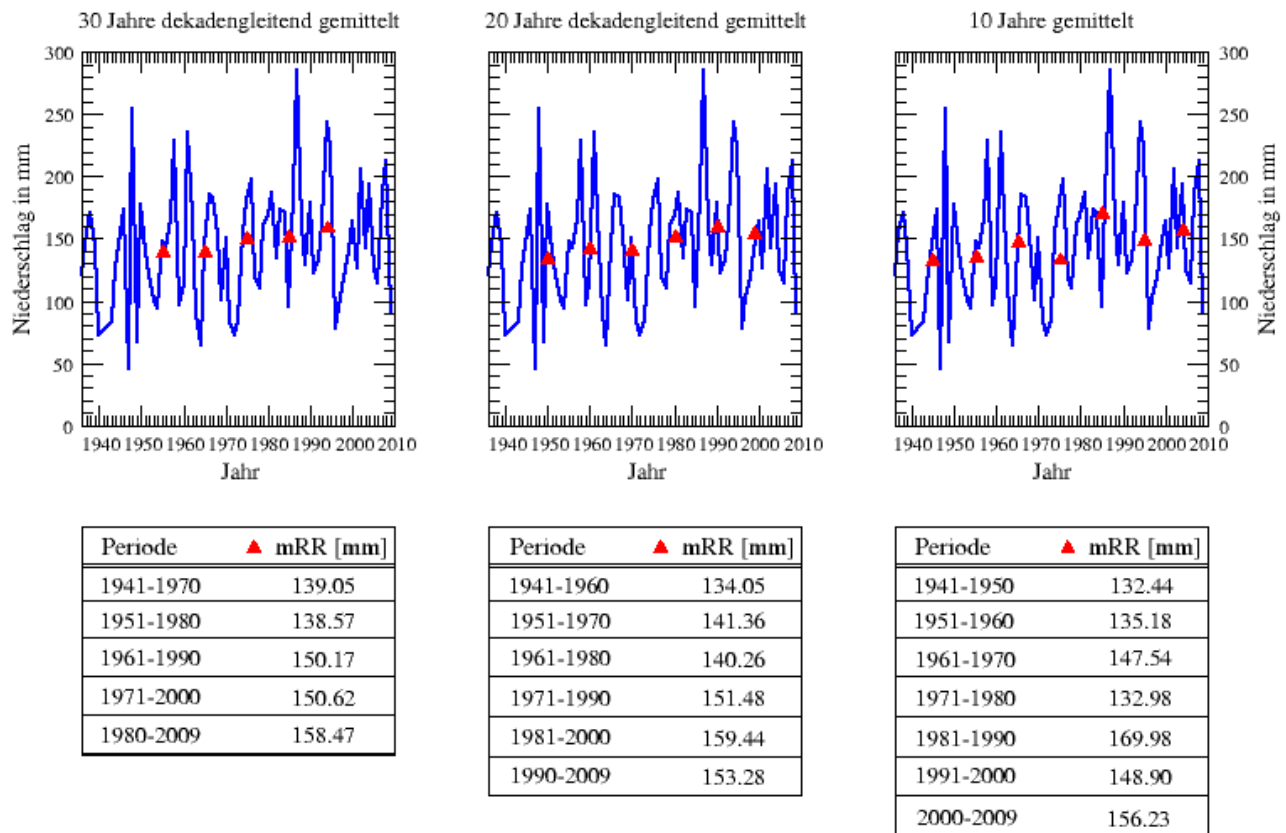 30 Jahre dekadengleitend gemittelt
20 Jahre dekadengleitend gemittelt
10 Jahre gemittelt
300
250
200
150
100
50
0
Niederschlag in mm
1940 1950 1960 1970 1980 1990 2000 2010
Jahr
1940 1950 1960 1970 1980 1990 2000 2010
Jahr
1940 1950 1960 1970 1980 1990 2000 2010
Jahr
300
250
200
150
100
50
0
Niederschlag in mm
Periode mRR [mm]
1941-1970 139.05
1951-1980 138.57
1961-1990 150.17
1971-2000 150.62
1980-2009 158.47
Periode mRR [mm]
1941-1960 134.05
1951-1970 141.36
1961-1980 140.26
1971-1990 151.48
1981-2000 159.44
1990-2009 153.28
Periode mRR [mm]
1941-1950 132.44
1951-1960 135.18
1961-1970 147.54
1971-1980 132.98
1981-1990 169.98
1991-2000 148.90
2000-2009 156.23